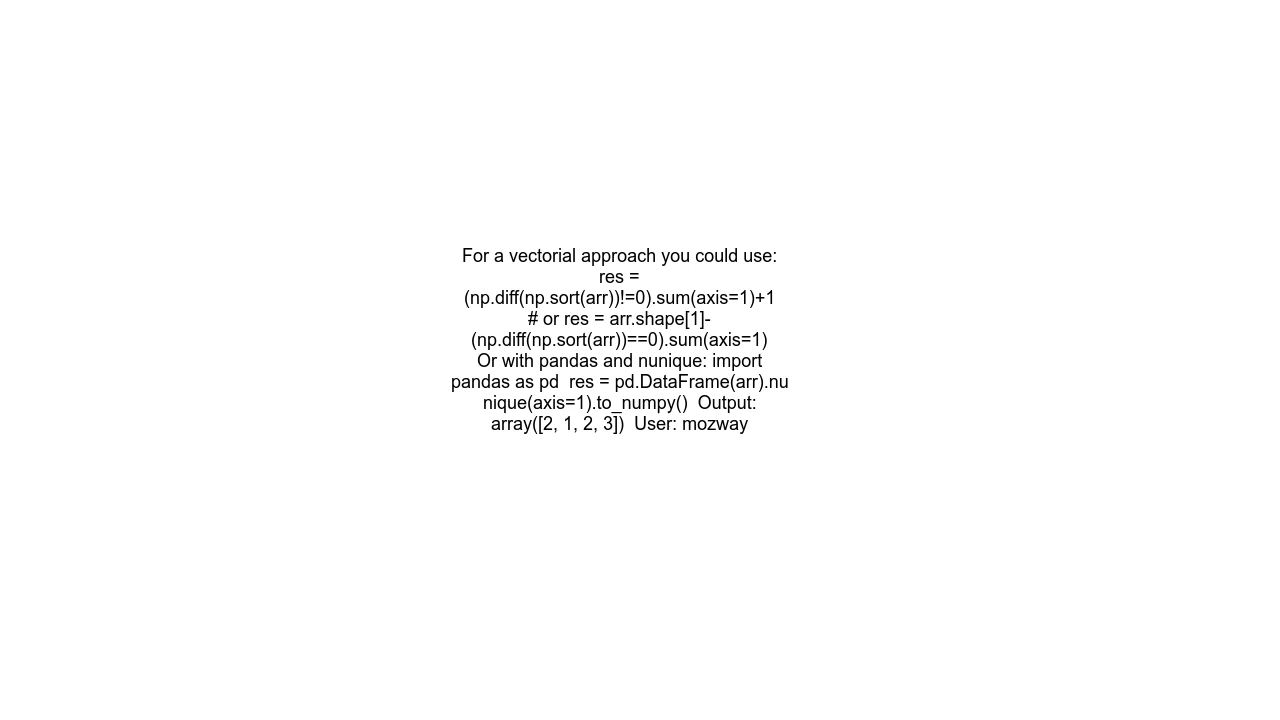 For a vectorial approach you could use:
res =
(np.diff(np.sort(arr))!=0).sum(axis=1)+1
# or res = arr.shape[1]-
(np.diff(np.sort(arr))==0).sum(axis=1)
Or with pandas and nunique: import
pandas as pd  res = pd.DataFrame(arr).nu
nique(axis=1).to_numpy()  Output:
array([2, 1, 2, 3])  User: mozway